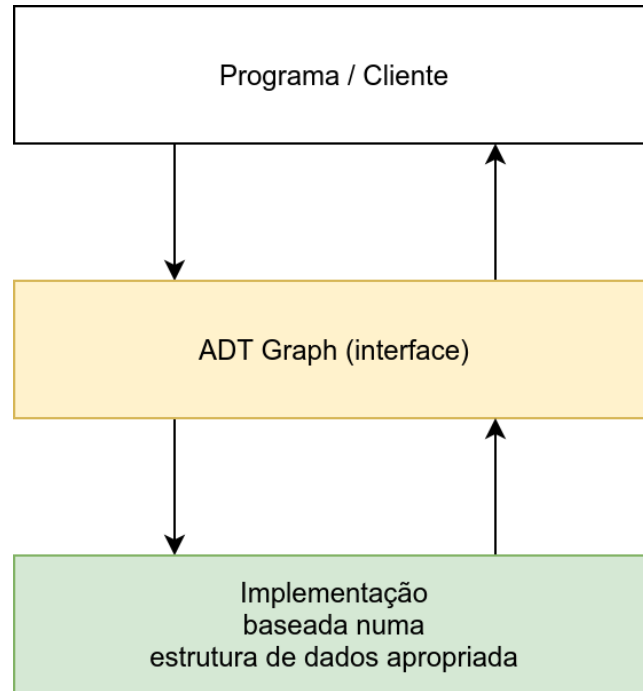 Programa / Cliente
ADT Graph (interface)
Implementação
baseada numa
estrutura de dados apropriada